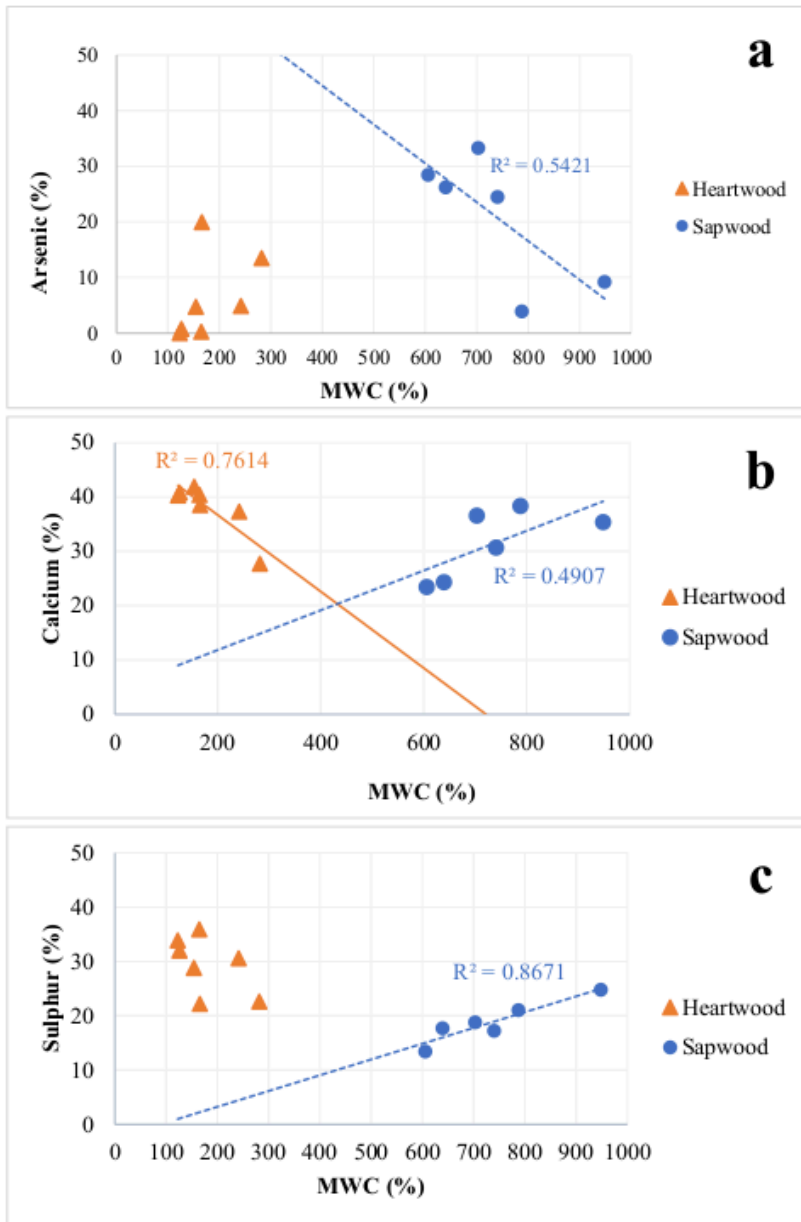 a
50
40
30
20
10
0
Arsenic (%)
R² = 0.5421
Heartwood
Sapwood
0 100 200 300 400 500 600 700 800 900 1000
MWC (%)
b
50
40
30
20
10
0
Calcium (%)
R² = 0.7614
R² = 0.4907
Heartwood
Sapwood
0 200 400 600 800 1000
MWC (%)
c
50
40
30
20
10
0
Sulphur (%)
R² = 0.8671
Heartwood
Sapwood
0 100 200 300 400 500 600 700 800 900 1000
MWC (%)